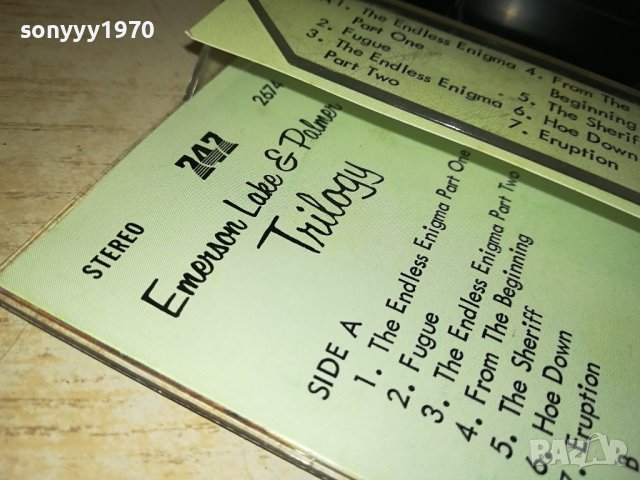 sonyyy1970
A 1. The Endless Enigma
Part One
2. Fugue
3. The Endless Enigma
Part Two
4. From The
Beginning
5. The Sheriff
6. Hoe Down
7. Eruption
2674
242
STEREO
Emerson Lake & Palmer
Trilogy
SIDE A
1. The Endless Enigma Part One
2. Fugue
3. The Endless Enigma Part Two
4. From The Beginning
5. The Sheriff
6. Hoe Down
7. Eruption
B
BAZAR